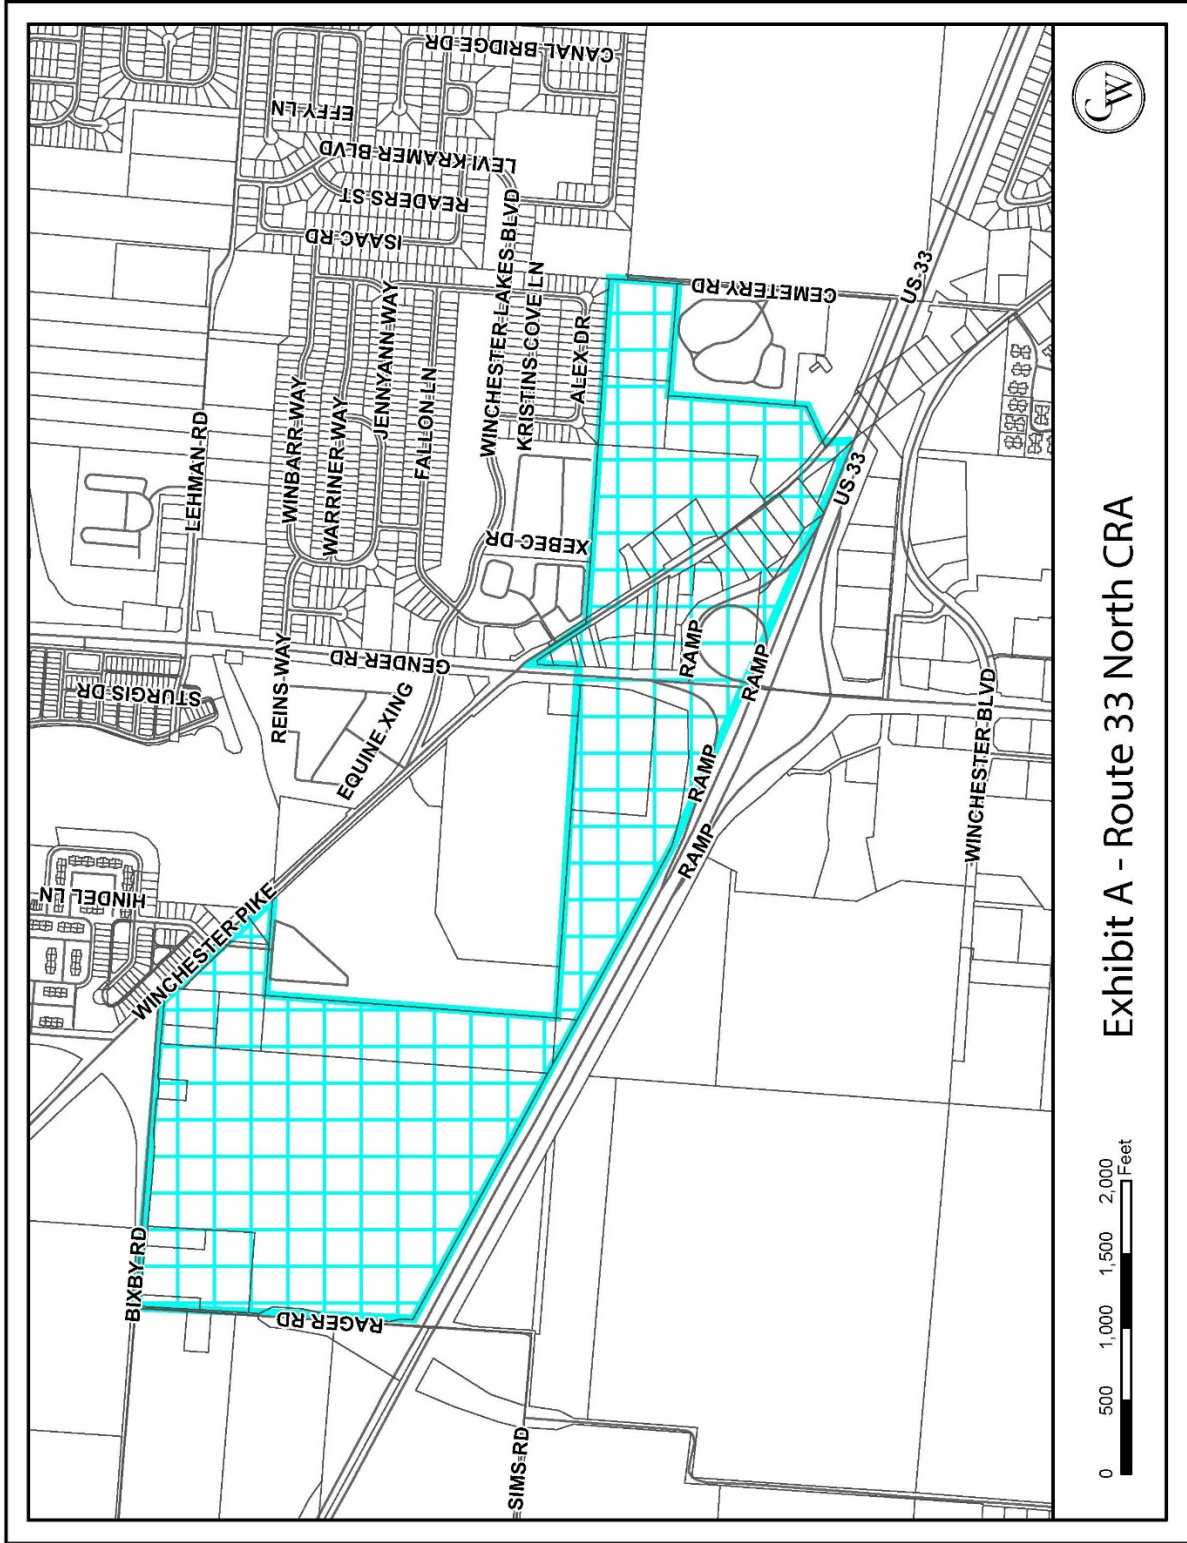 CANAL BRIDGE DR
EFFY LN
LEVI KRAMER BLVD
READERS ST
ISAAC RD
LEHMAN RD
WINBARR WAY
WARRINER WAY
JENNYANN WAY
FALLON LN
WINCHESTER LAKES BLVD
KRISTINS COVE LN
ALEX DR
CEMETERY RD
US 33
XEBEC DR
US 33
STURGIS DR
REINS WAY
GENDER RD
EQUINE XING
RAMP
RAMP
RAMP
RAMP
WINCHESTER BLVD
HINDEL LN
WINCHESTER PIKE
BIXBY RD
RAGER RD
SIMS RD
0 500 1,000 1,500 2,000
Feet
Exhibit A - Route 33 North CRA
CW